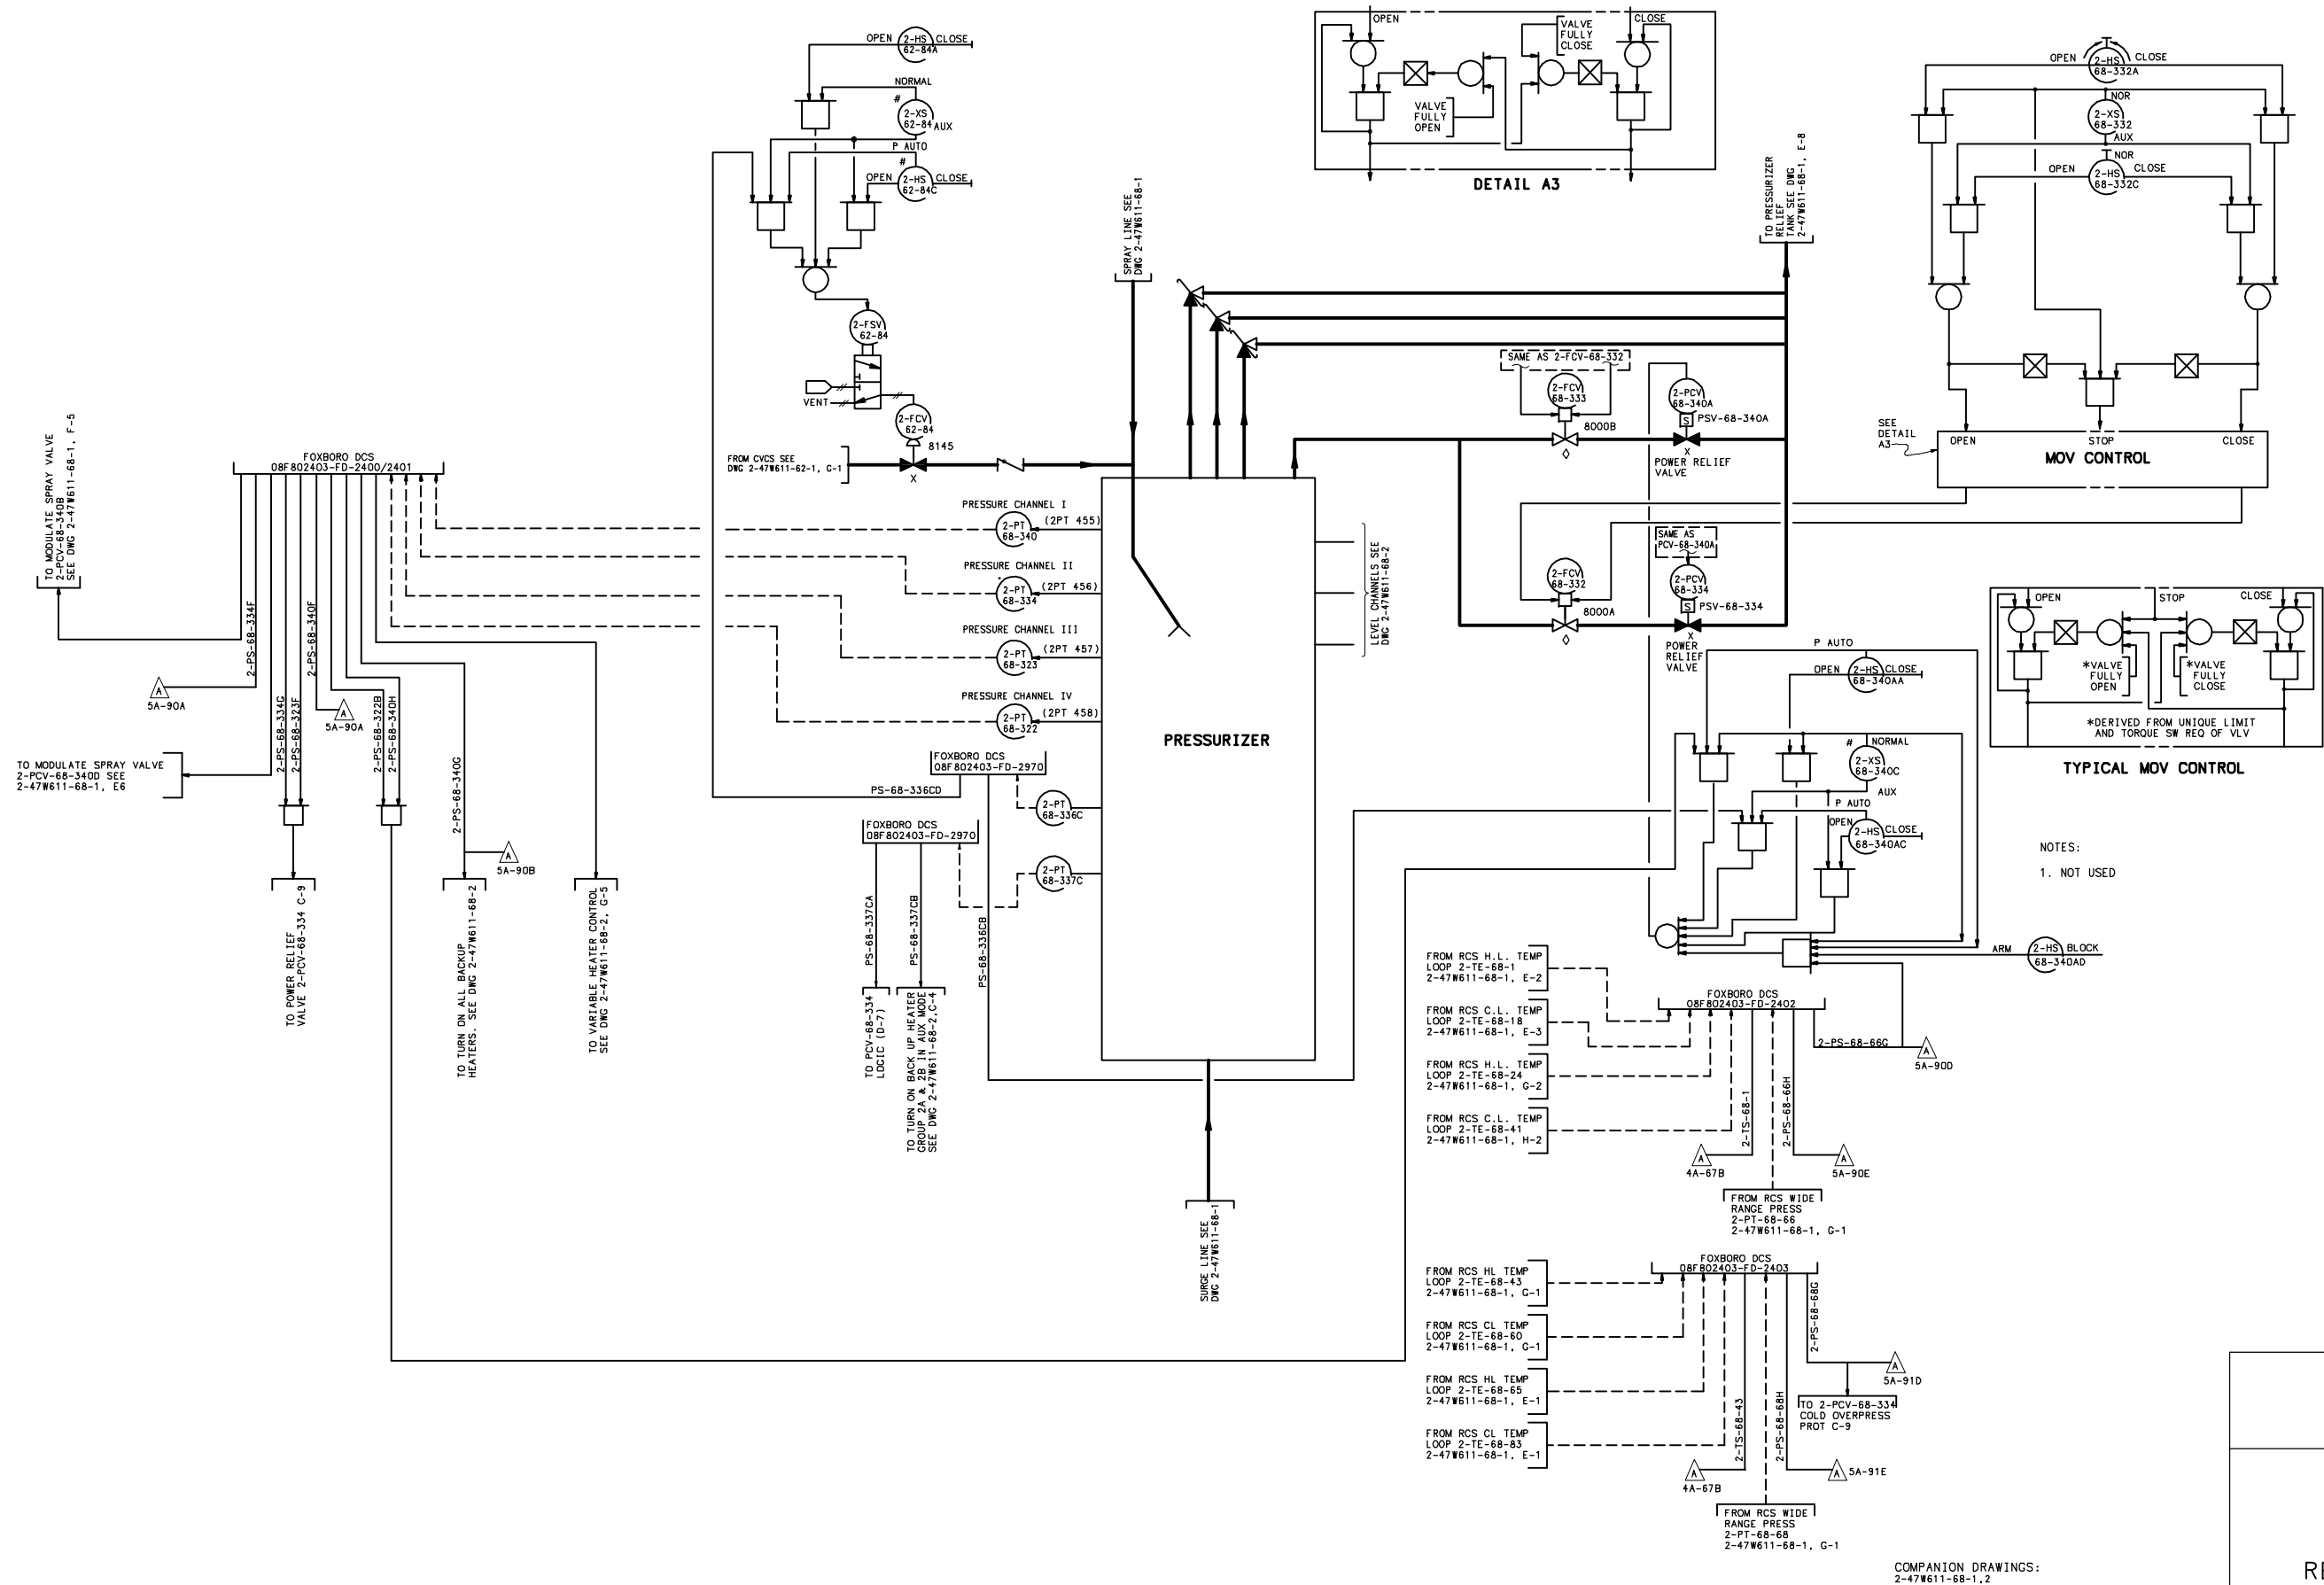 OPEN
2-HS
62-84A
CLOSE
NORMAL
#
2-XS
62-84
AUX
P AUTO
#
OPEN
2-HS
62-84C
CLOSE
2-FSV
62-84
VENT
2-FCV
62-84
8145
X
FROM CVCS SEE
DWG 2-47W611-62-1, G-1
SPRAY LINE SEE
DWG 2-47W611-68-1
OPEN
CLOSE
VALVE
FULLY
CLOSE
VALVE
FULLY
OPEN
DETAIL A3
TO PRESSURIZER
RELIEF
TANK SEE DWG
2-47W611-68-1, E-8
OPEN
2-HS
68-332A
CLOSE
NOR
2-XS
68-332
AUX
NOR
OPEN
2-HS
68-332C
CLOSE
SEE
DETAIL
A3
OPEN
STOP
CLOSE
MOV CONTROL
SAME AS 2-FCV-68-332
2-FCV
68-333
8000B
2-PCV
68-340A
S
PSV-68-340A
X
POWER RELIEF
VALVE
SAME AS
PCV-68-340A
2-FCV
68-332
8000A
2-PCV
68-334
S
PSV-68-334
X
POWER
RELIEF
VALVE
OPEN
STOP
CLOSE
*VALVE
FULLY
OPEN
*VALVE
FULLY
CLOSE
*DERIVED FROM UNIQUE LIMIT
AND TORQUE SW REQ OF VLV
TYPICAL MOV CONTROL
TO MODULATE SPRAY VALVE
2-PCV-68-340B
SEE DWG 2-47W611-68-1, F-5
FOXBORO DCS
08F802403-FD-2400/2401
2-PS-68-334F
2-PS-68-334G
2-PS-68-323F
2-PS-68-340F
2-PS-68-322B
2-PS-68-340H
2-PS-68-340G
A
5A-90A
A
5A-90A
A
5A-90B
TO MODULATE SPRAY VALVE
2-PCV-68-340D SEE
2-47W611-68-1, E6
TO POWER RELIEF
VALVE 2-PCV-68-334 C-9
TO TURN ON ALL BACKUP
HEATERS. SEE DWG 2-47W611-68-2
TO VARIABLE HEATER CONTROL
SEE DWG 2-47W611-68-2, G-5
PRESSURE CHANNEL I
2-PT
68-340
(2PT 455)
PRESSURE CHANNEL II
2-PT
68-334
(2PT 456)
PRESSURE CHANNEL III
2-PT
68-323
(2PT 457)
PRESSURE CHANNEL IV
2-PT
68-322
(2PT 458)
PRESSURIZER
LEVEL CHANNELS SEE
DWG 2-47W611-68-2
FOXBORO DCS
08F802403-FD-2970
PS-68-336CD
2-PT
68-336C
FOXBORO DCS
08F802403-FD-2970
2-PT
68-337C
PS-68-337CA
PS-68-337CB
PS-68-336CB
TO PCV-68-334
LOGIC (D-7)
TO TURN ON BACK UP HEATER
GROUP 2A & 2B IN AUX MODE
SEE DWG 2-47W611-68-2,C-4
SURGE LINE SEE
DWG 2-47W611-68-1
P AUTO
OPEN
2-HS
68-340AA
CLOSE
#
NORMAL
2-XS
68-340C
AUX
P AUTO
OPEN
2-HS
68-340AC
CLOSE
NOTES:
1. NOT USED
ARM
2-HS
68-340AD
BLOCK
FROM RCS H.L. TEMP
LOOP 2-TE-68-1
2-47W611-68-1, E-2
FROM RCS C.L. TEMP
LOOP 2-TE-68-18
2-47W611-68-1, E-3
FROM RCS H.L. TEMP
LOOP 2-TE-68-24
2-47W611-68-1, G-2
FROM RCS C.L. TEMP
LOOP 2-TE-68-41
2-47W611-68-1, H-2
FOXBORO DCS
08F802403-FD-2402
2-PS-68-66G
A
5A-90D
2-TS-68-1
2-PS-68-66H
A
4A-67B
A
5A-90E
FROM RCS WIDE
RANGE PRESS
2-PT-68-66
2-47W611-68-1, G-1
FROM RCS HL TEMP
LOOP 2-TE-68-43
2-47W611-68-1, G-1
FROM RCS CL TEMP
LOOP 2-TE-68-60
2-47W611-68-1, G-1
FROM RCS HL TEMP
LOOP 2-TE-68-65
2-47W611-68-1, E-1
FROM RCS CL TEMP
LOOP 2-TE-68-83
2-47W611-68-1, E-1
FOXBORO DCS
08F802403-FD-2403
2-PS-68-68G
A
5A-91D
TO 2-PCV-68-334
COLD OVERPRESS
PROT C-9
2-TS-68-43
2-PS-68-68H
A
4A-67B
A
5A-91E
FROM RCS WIDE
RANGE PRESS
2-PT-68-68
2-47W611-68-1, G-1
COMPANION DRAWINGS:
2-47W611-68-1,2